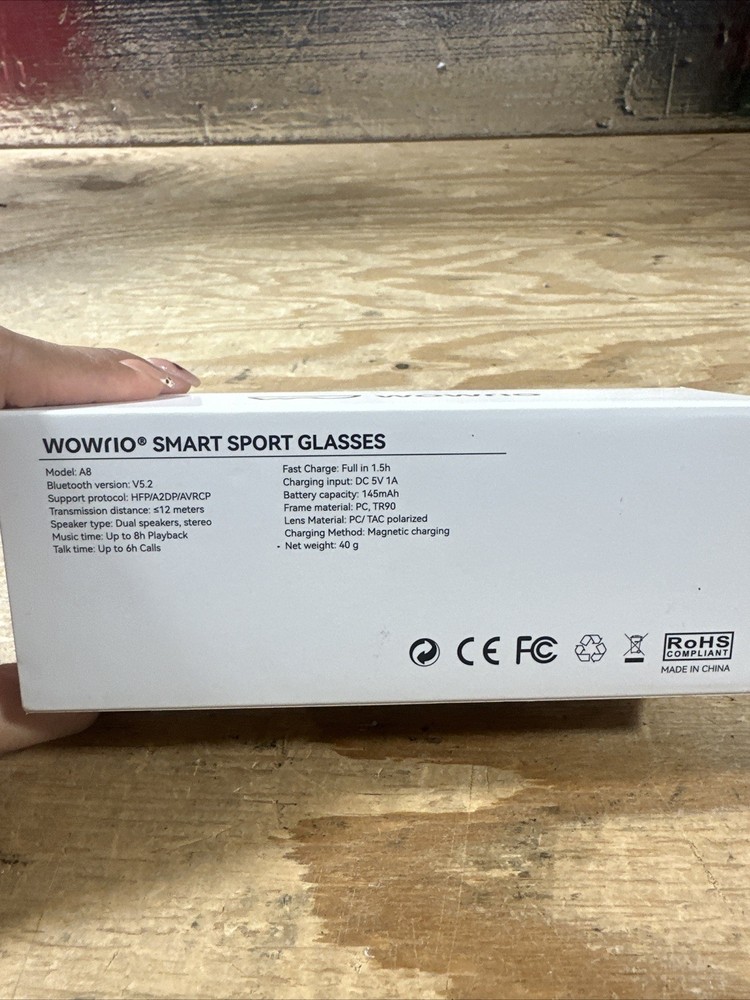 WOWRIO® SMART SPORT GLASSES
Model: A8
Bluetooth version: V5.2
Support protocol: HFP/A2DP/AVRCP
Transmission distance: ≤12 meters
Speaker type: Dual speakers, stereo
Music time: Up to 8h Playback
Talk time: Up to 6h Calls
Fast Charge: Full in 1.5h
Charging input: DC 5V 1A
Battery capacity: 145mAh
Frame material: PC, TR90
Lens Material: PC/ TAC polarized
Charging Method: Magnetic charging
Net weight: 40 g
CE FC
RoHS
COMPLIANT
MADE IN CHINA